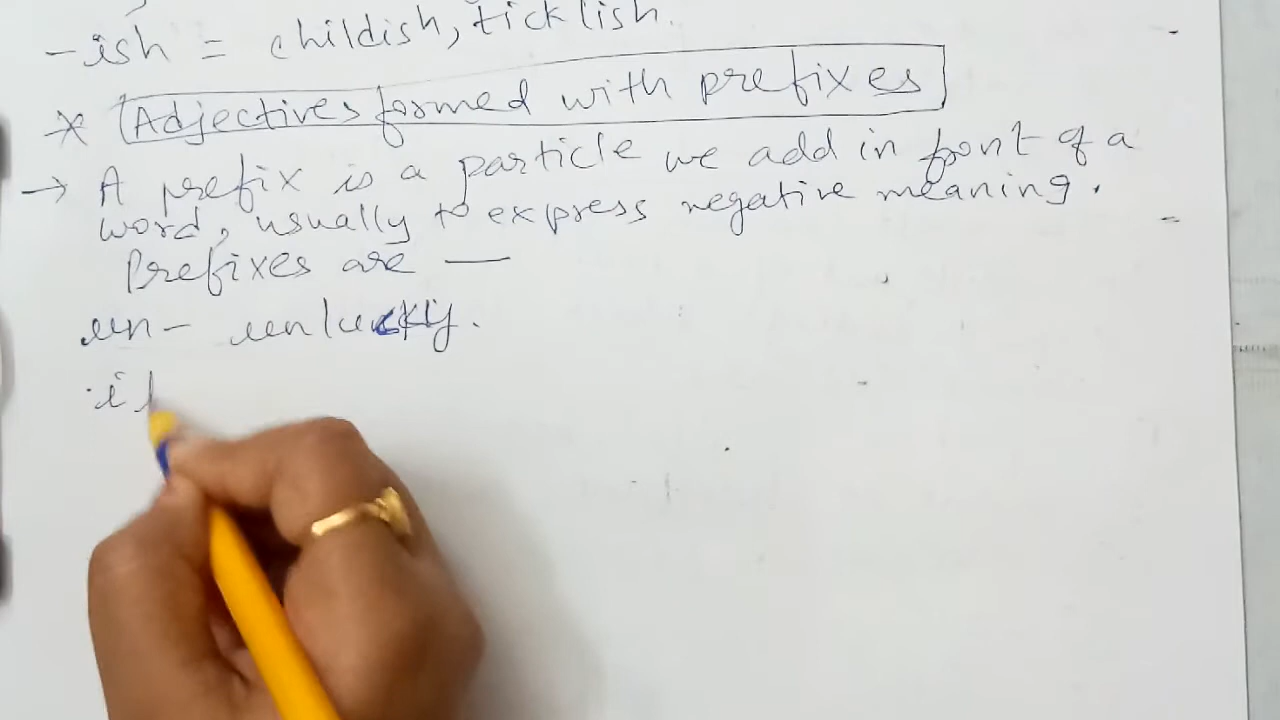 -ish = childish, ticklish.
* Adjectives formed with prefixes
→ A prefix is a particle we add in front of a
word, usually to express negative meaning.
Prefixes are —
un- unlucky.
il